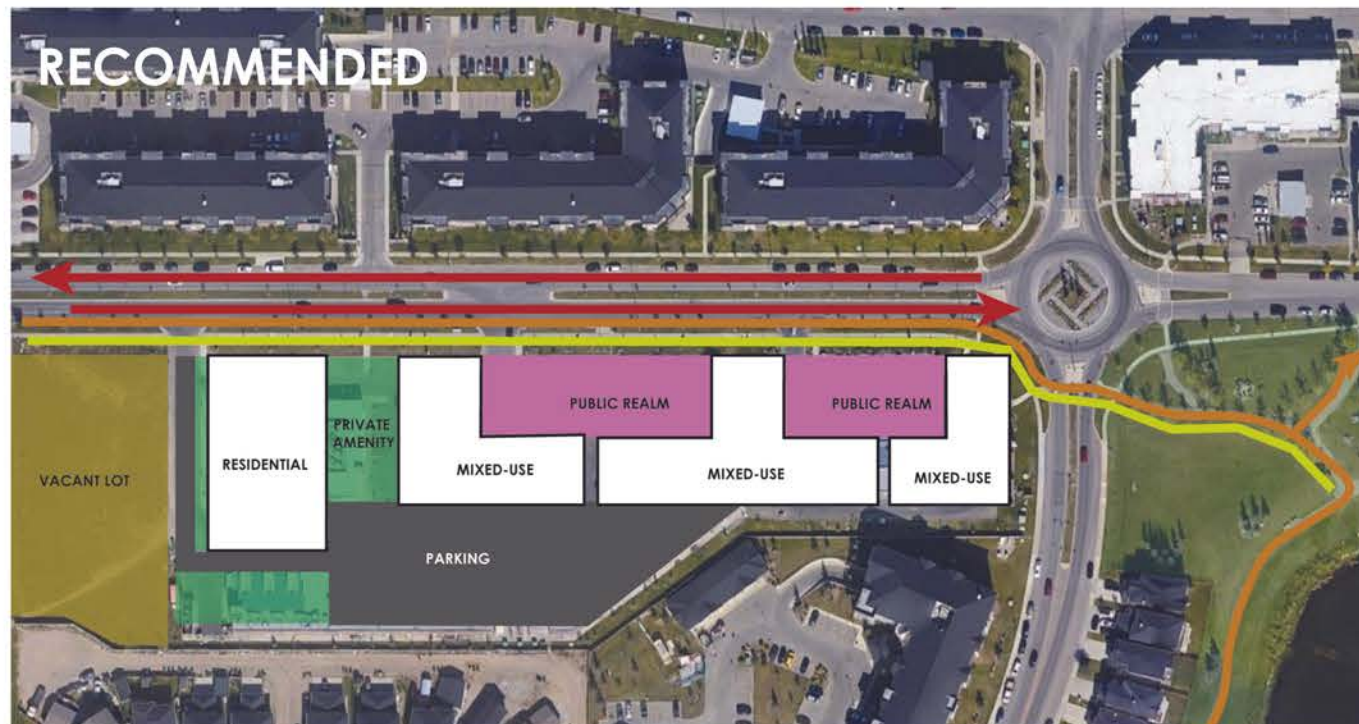 RECOMMENDED
PUBLIC REALM
PUBLIC REALM
PRIVATE
AMENITY
RESIDENTIAL
MIXED-USE
MIXED-USE
MIXED-USE
VACANT LOT
PARKING